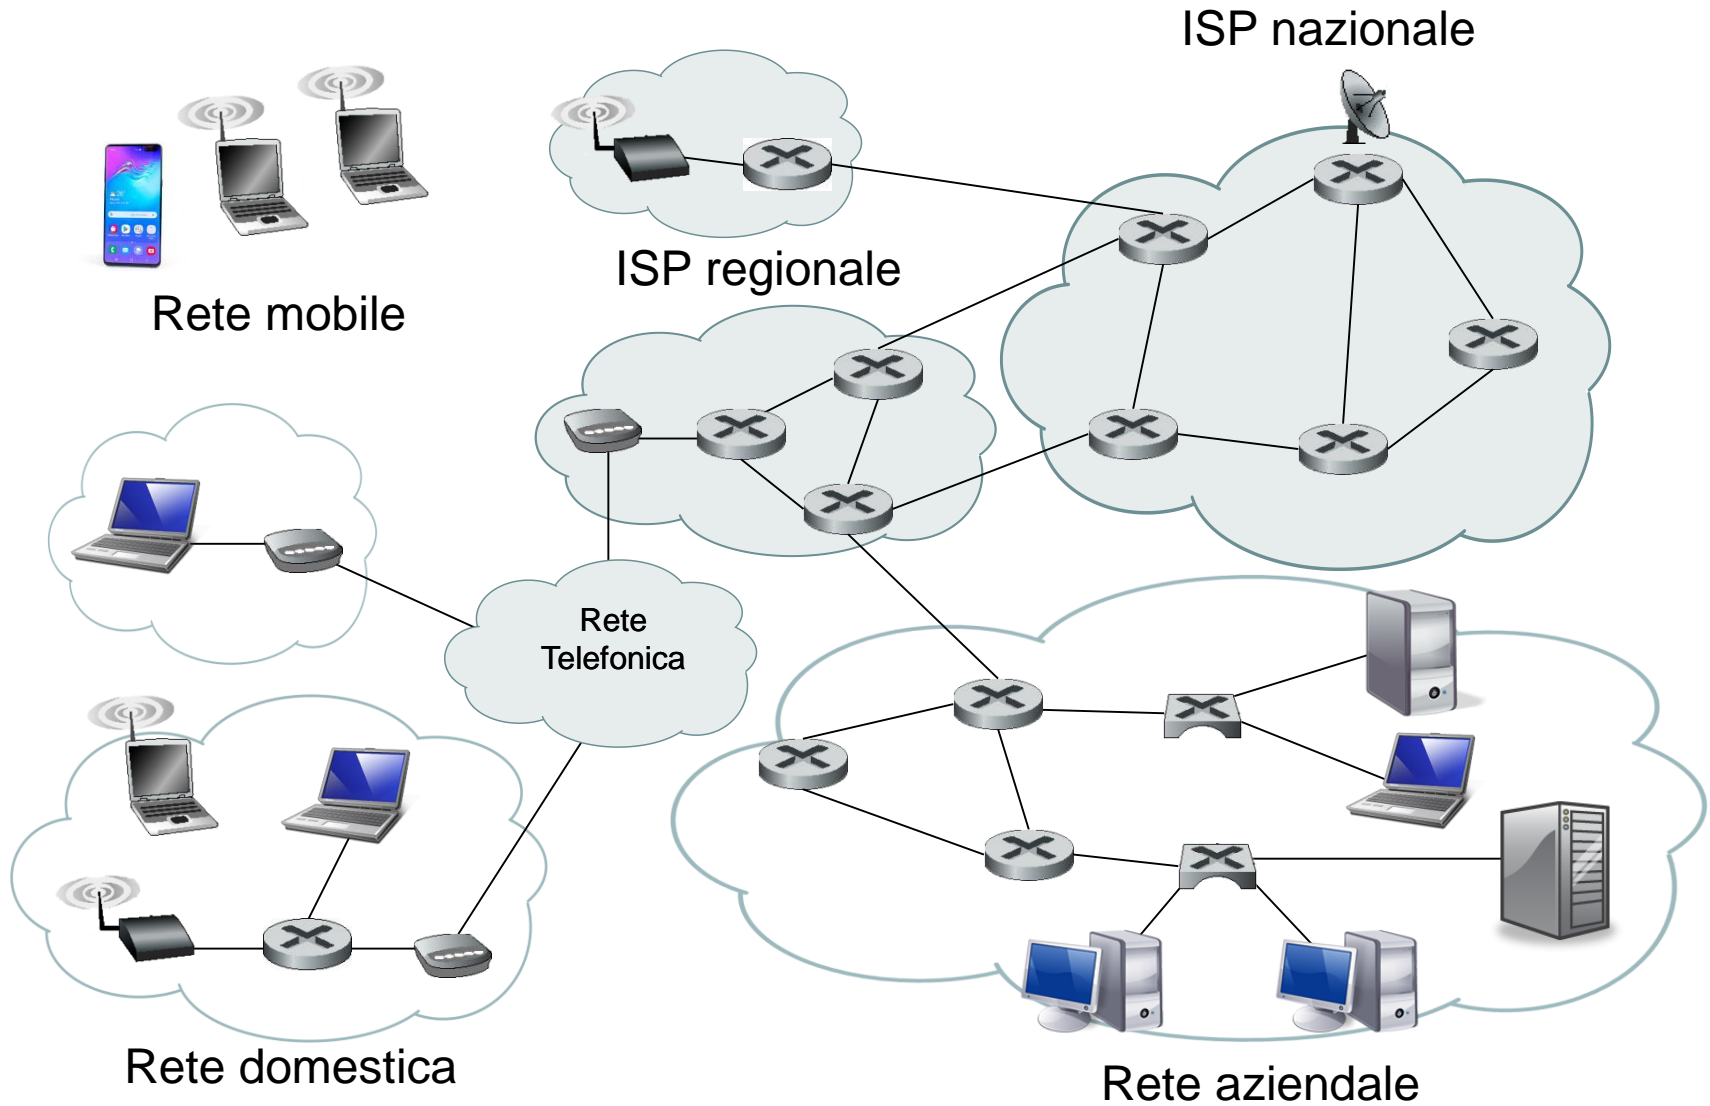 ISP nazionale
ISP regionale
Rete mobile
Rete
Telefonica
Rete domestica
Rete aziendale